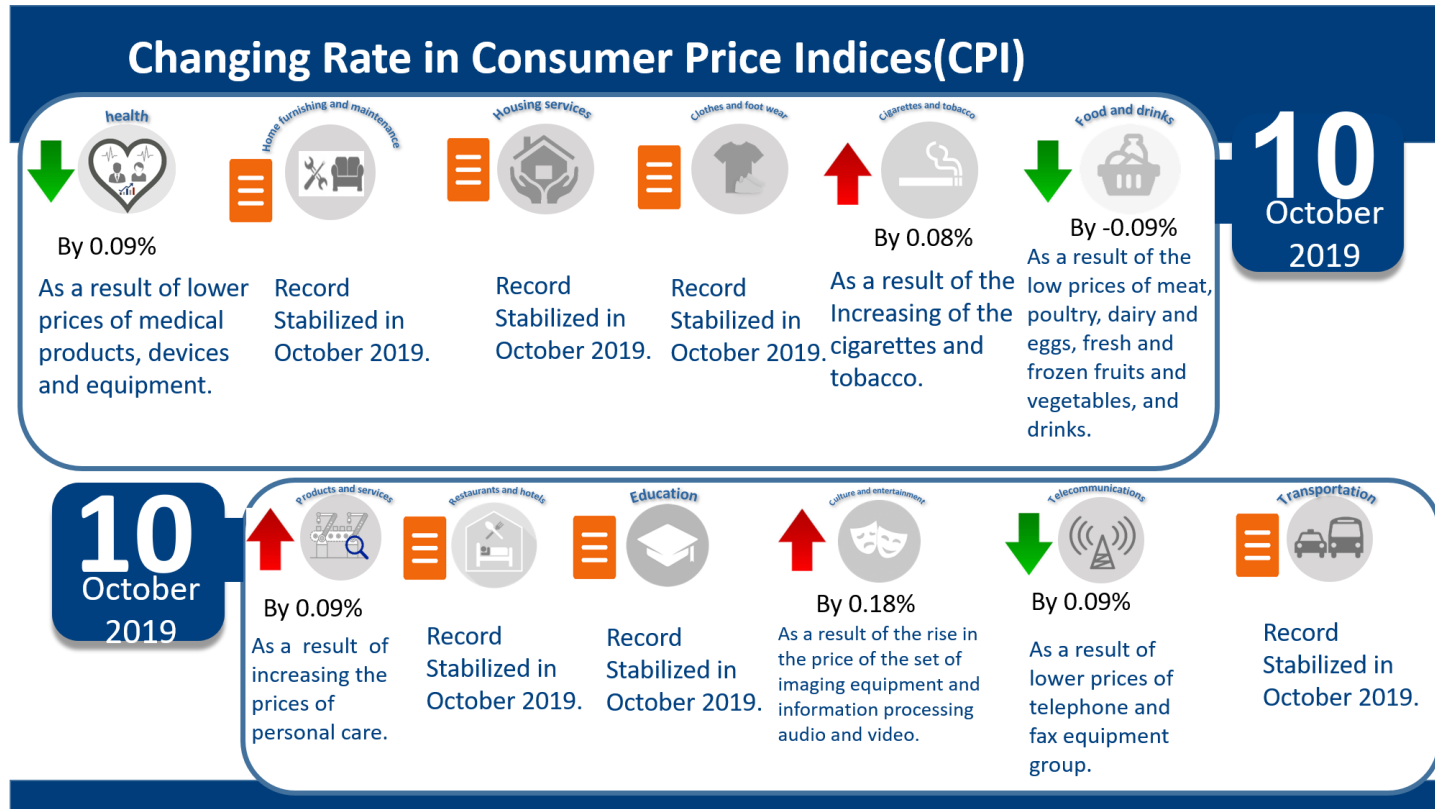 Changing Rate in Consumer Price Indices(CPI)
health
By 0.09%
As a result of lower
prices of medical
products, devices
and equipment.
Home furnishing and maintenance
Record
Stabilized in
October 2019.
Housing services
Record
Stabilized in
October 2019.
Clothes and foot wear
Record
Stabilized in
October 2019.
Cigarettes and tobacco
By 0.08%
As a result of the
Increasing of the
cigarettes and
tobacco.
Food and drinks
By -0.09%
As a result of the
low prices of meat,
poultry, dairy and
eggs, fresh and
frozen fruits and
vegetables, and
drinks.
10
October
2019
10
October
2019
Products and services
By 0.09%
As a result of
increasing the
prices of
personal care.
Restaurants and hotels
Record
Stabilized in
October 2019.
Education
Record
Stabilized in
October 2019.
Culture and entertainment
By 0.18%
As a result of the rise in
the price of the set of
imaging equipment and
information processing
audio and video.
Telecommunications
By 0.09%
As a result of
lower prices of
telephone and
fax equipment
group.
Transportation
Record
Stabilized in
October 2019.